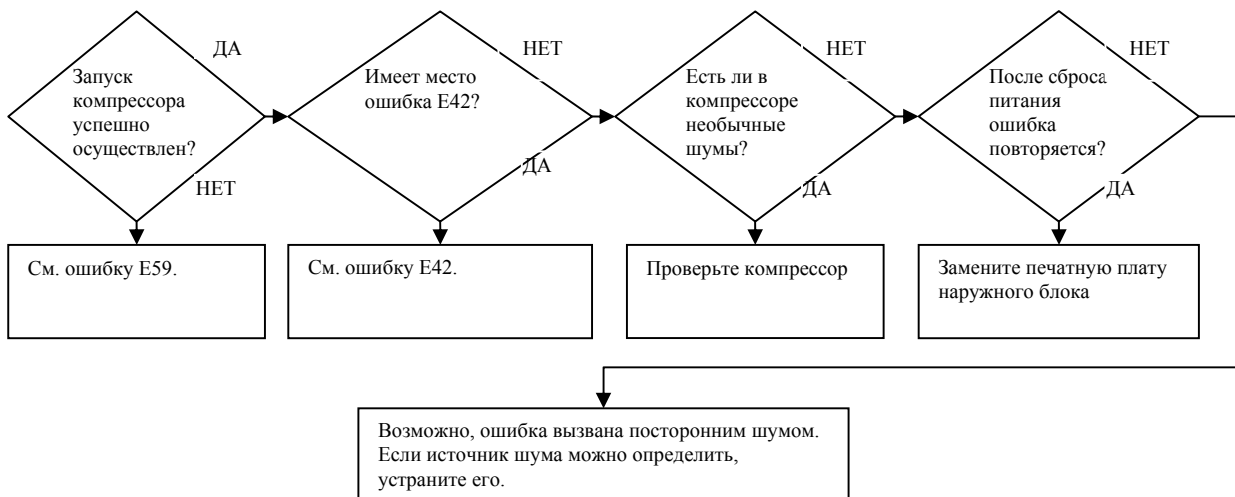 ДА
Запуск
компрессора
успешно
осуществлен?
НЕТ
НЕТ
Имеет место
ошибка Е42?
ДА
НЕТ
Есть ли в
компрессоре
необычные
шумы?
ДА
НЕТ
После сброса
питания
ошибка
повторяется?
ДА
См. ошибку Е59.
См. ошибку Е42.
Проверьте компрессор
Замените печатную плату
наружного блока
Возможно, ошибка вызвана посторонним шумом.
Если источник шума можно определить,
устраните его.